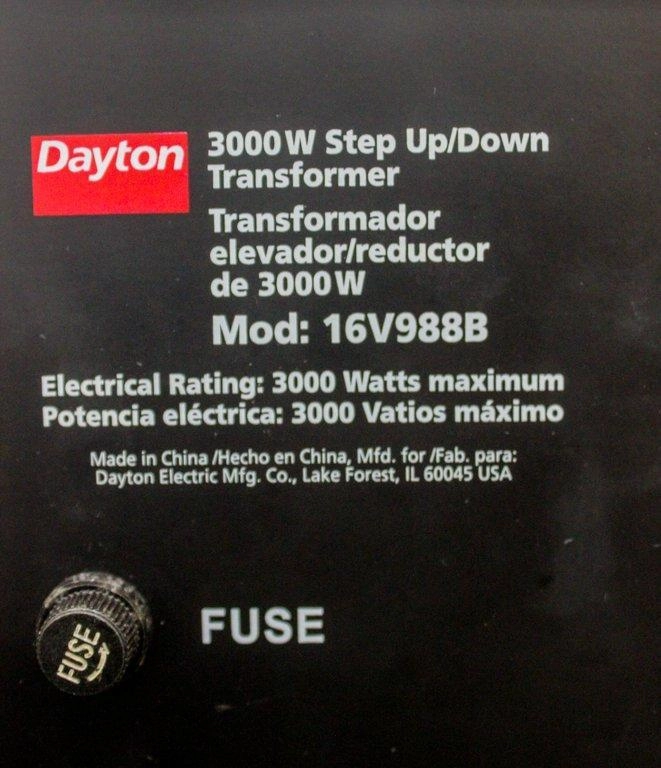 Dayton
3000W Step Up/Down
Transformer
Transformador
elevador/reductor
de 3000W
Mod: 16V988B
Electrical Rating: 3000 Watts maximum
Potencia eléctrica: 3000 Vatios máximo
Made in China /Hecho en China, Mfd. for /Fab. para:
Dayton Electric Mfg. Co., Lake Forest, IL 60045 USA
FUSE
FUSE